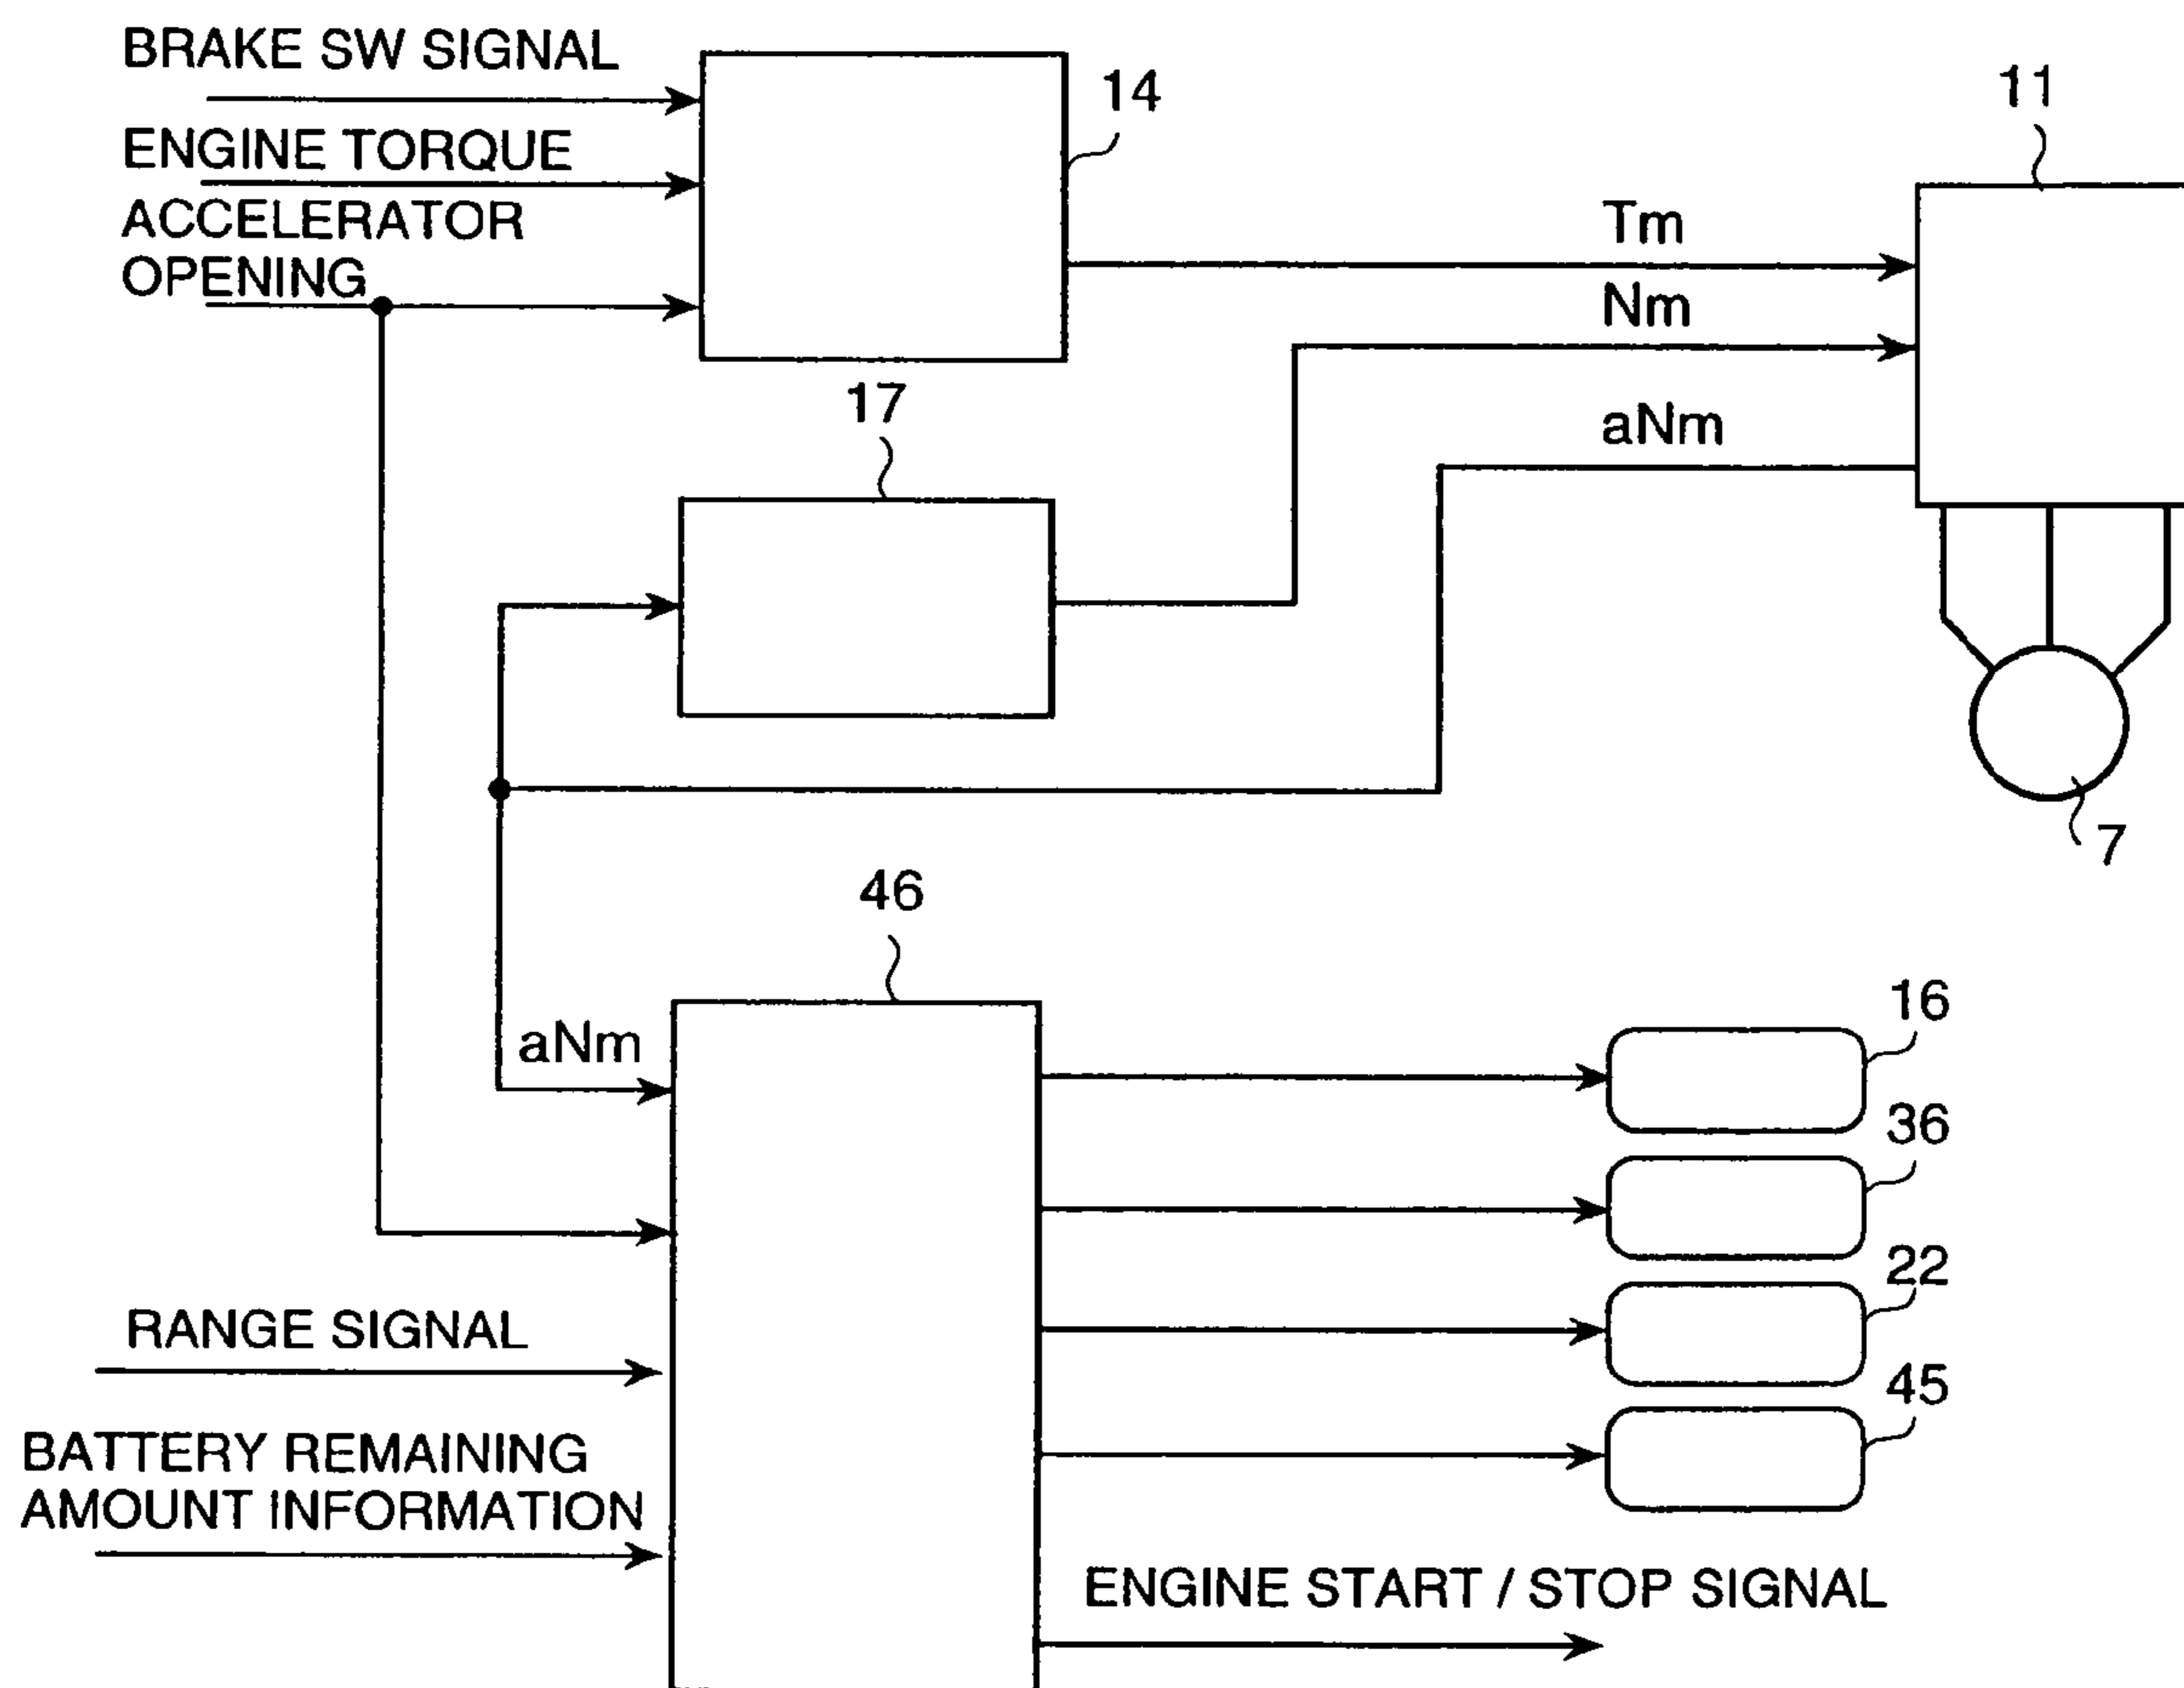 BRAKE SW SIGNAL
14
11
ENGINE TORQUE
ACCELERATOR
OPENING
Tm
Nm
17
aNm
7
46
aNm
16
36
22
45
RANGE SIGNAL
BATTERY REMAINING
AMOUNT INFORMATION
ENGINE START / STOP SIGNAL